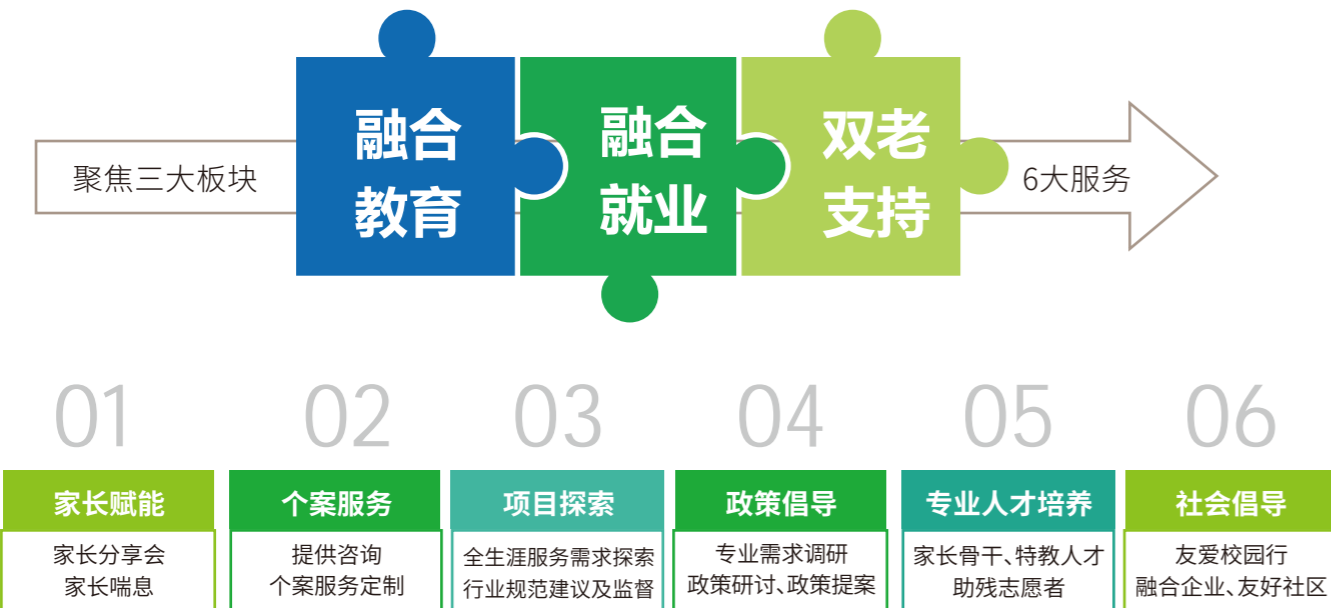 聚焦三大板块
融合
教育
融合
就业
双老
支持
6大服务
01
02
03
04
05
06
家长赋能
个案服务
项目探索
政策倡导
专业人才培养
社会倡导
家长分享会
家长喘息
提供咨询
个案服务定制
全生涯服务需求探索
行业规范建议及监督
专业需求调研
政策研讨、政策提案
家长骨干、特教人才
助残志愿者
友爱校园行
融合企业、友好社区